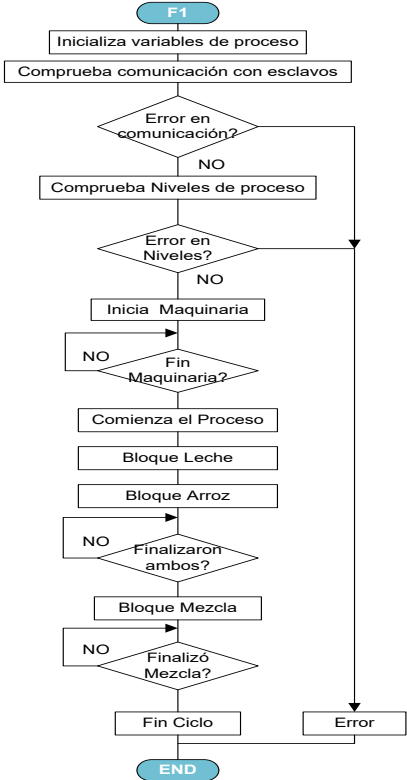 F1
Inicializa variables de proceso
Comprueba comunicación con esclavos
Error en
comunicación?
NO
Comprueba Niveles de proceso
Error en
Niveles?
NO
Inicia Maquinaria
NO
Fin
Maquinaria?
Comienza el Proceso
Bloque Leche
Bloque Arroz
NO
Finalizaron
ambos?
Bloque Mezcla
NO
Finalizó
Mezcla?
Fin Ciclo
Error
END